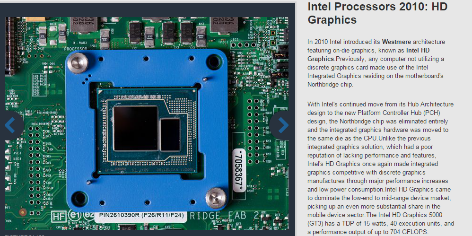 Intel Processors 2010: HD
Graphics
In 2010 Intel introduced its Westmere architecture
featuring on-die graphics, known as Intel HD
Graphics.Previously, any computer not utilizing a
discrete graphics card made use of the Intel
Integrated Graphics residing on the motherboard's
Northbridge chip.
With Intel's continued move from its Hub Architecture
design to the new Platform Controller Hub (PCH)
design, the Northbridge chip was eliminated entirely
and the integrated graphics hardware was moved to
the same die as the CPU.Unlike the previous
integrated graphics solution, which had a poor
reputation of lacking performance and features,
Intel's HD Graphics once again made integrated
graphics competitive with discrete graphics
manufactures through major performance increases
and low power consumption.Intel HD Graphics came
to dominate the low-end to mid-range device market,
picking up an even more substantial share in the
mobile device sector.The Intel HD Graphics 5000
(GT3) has a TDP of 15 watts, 40 execution units, and
a performance output of up to 704 GFLOPS.
HF
RIDGE FAB 2